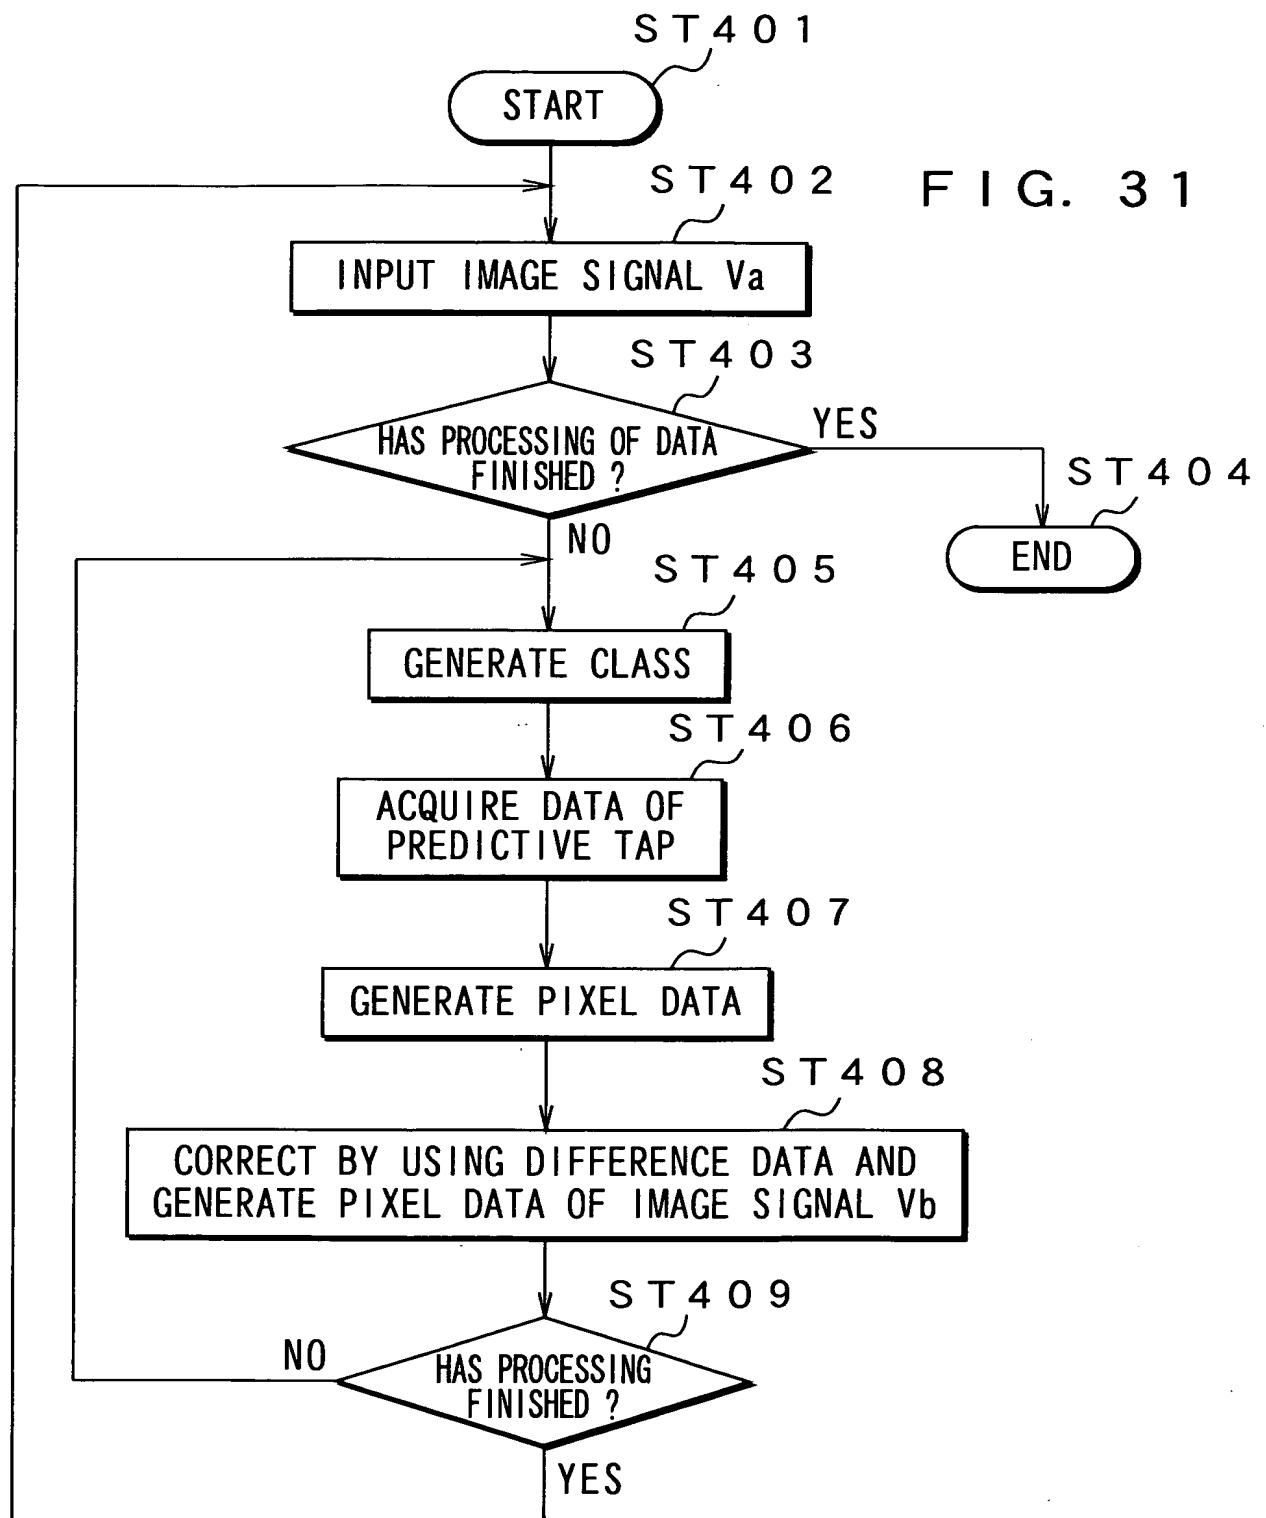 ST401
START
ST402
FIG. 31
INPUT IMAGE SIGNAL Va
ST403
HAS PROCESSING OF DATA
FINISHED ?
YES
ST404
END
NO
ST405
GENERATE CLASS
ST406
ACQUIRE DATA OF
PREDICTIVE TAP
ST407
GENERATE PIXEL DATA
ST408
CORRECT BY USING DIFFERENCE DATA AND
GENERATE PIXEL DATA OF IMAGE SIGNAL Vb
ST409
NO
HAS PROCESSING
FINISHED ?
YES